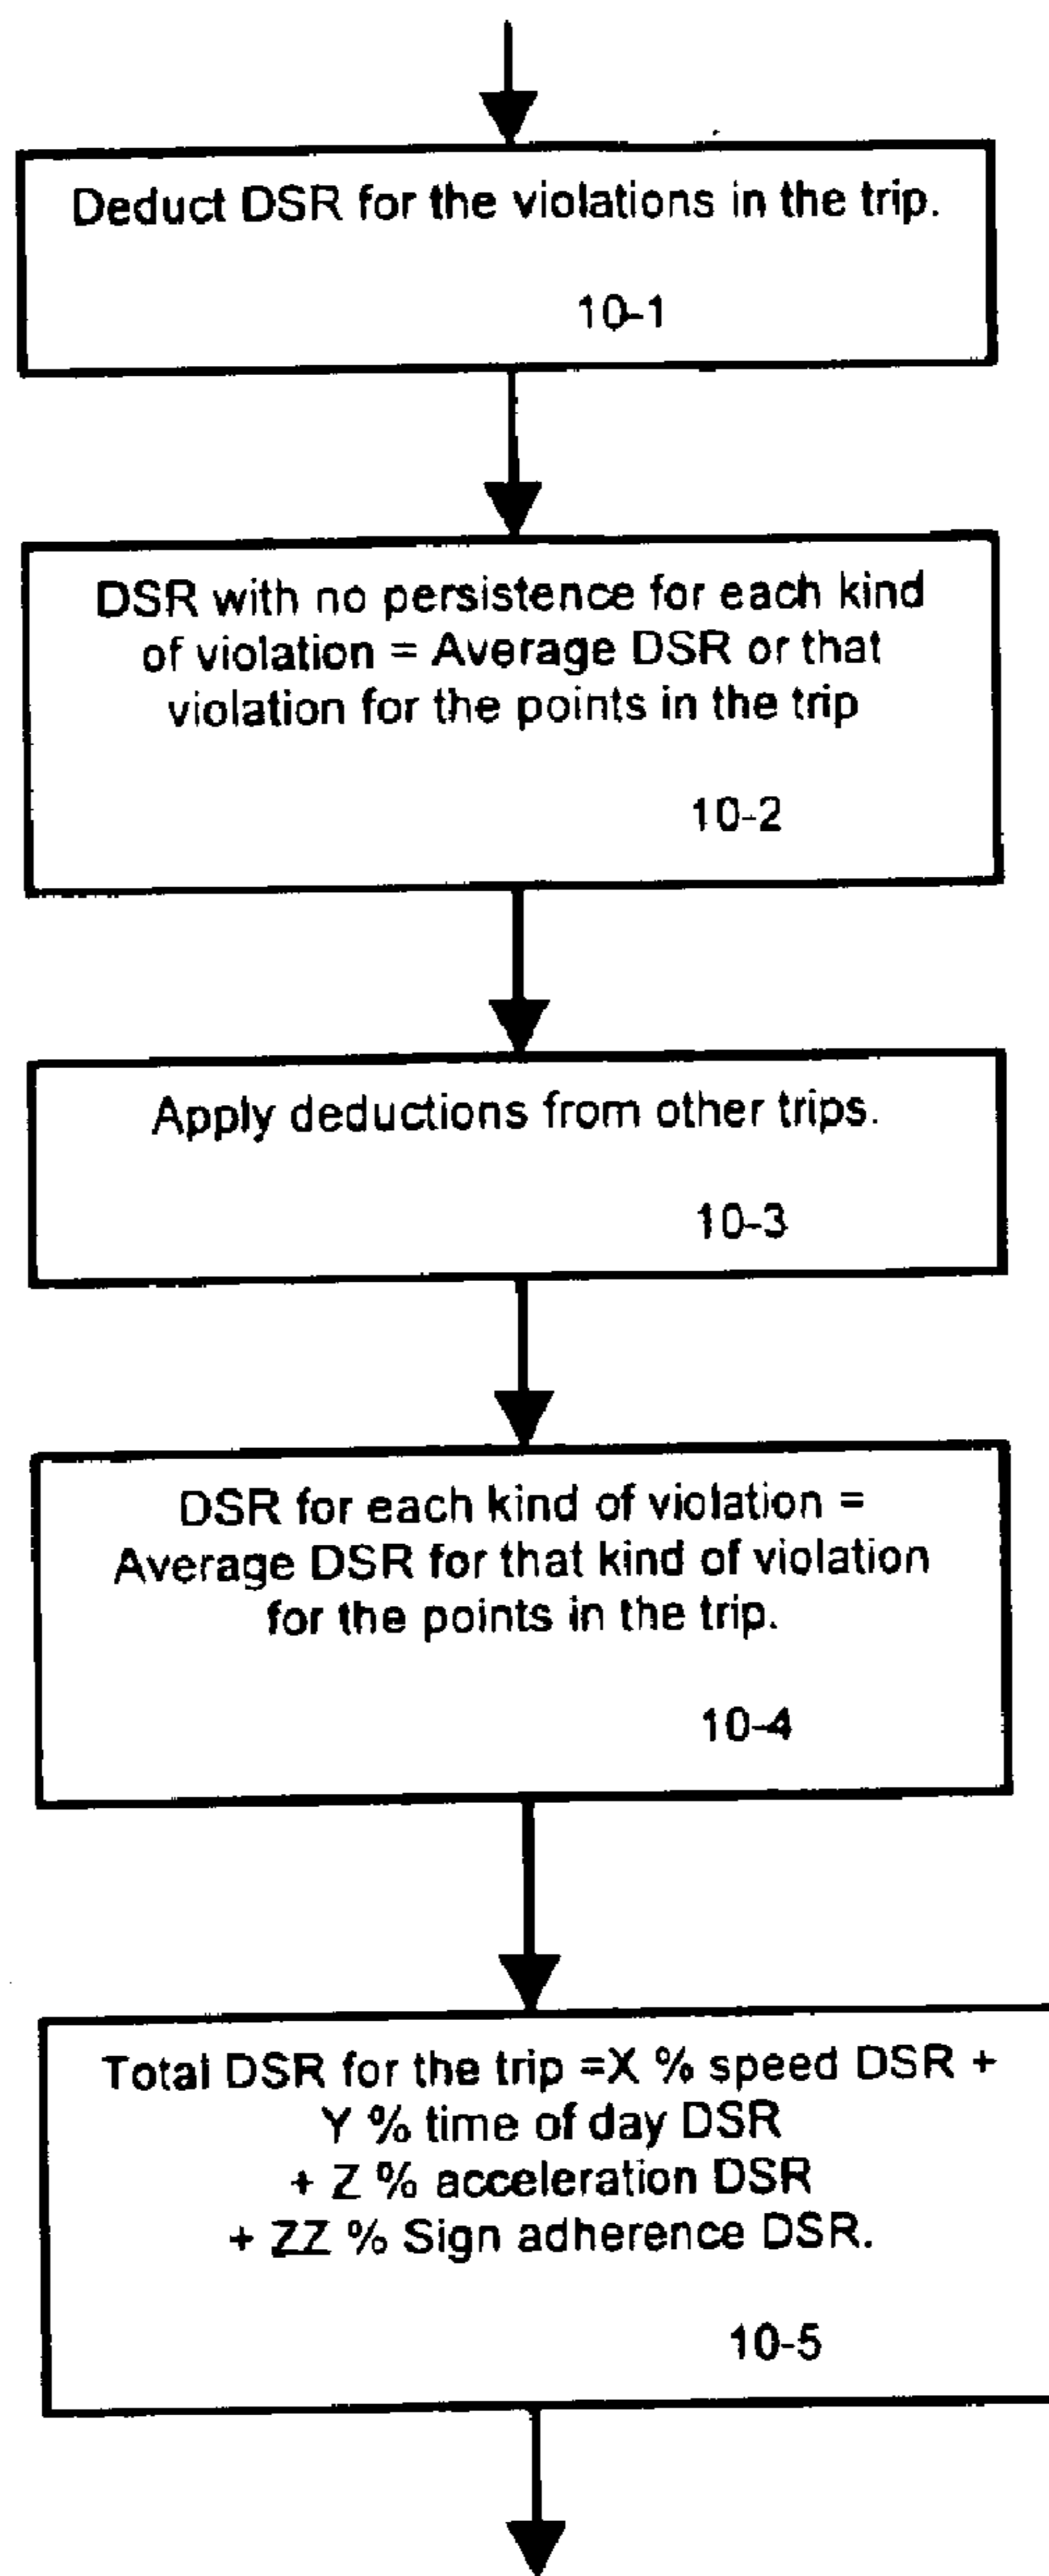 Deduct DSR for the violations in the trip.
10-1
DSR with no persistence for each kind
of violation = Average DSR or that
violation for the points in the trip
10-2
Apply deductions from other trips.
10-3
DSR for each kind of violation =
Average DSR for that kind of violation
for the points in the trip.
10-4
Total DSR for the trip =X % speed DSR +
Y % time of day DSR
+ Z % acceleration DSR
+ ZZ % Sign adherence DSR.
10-5